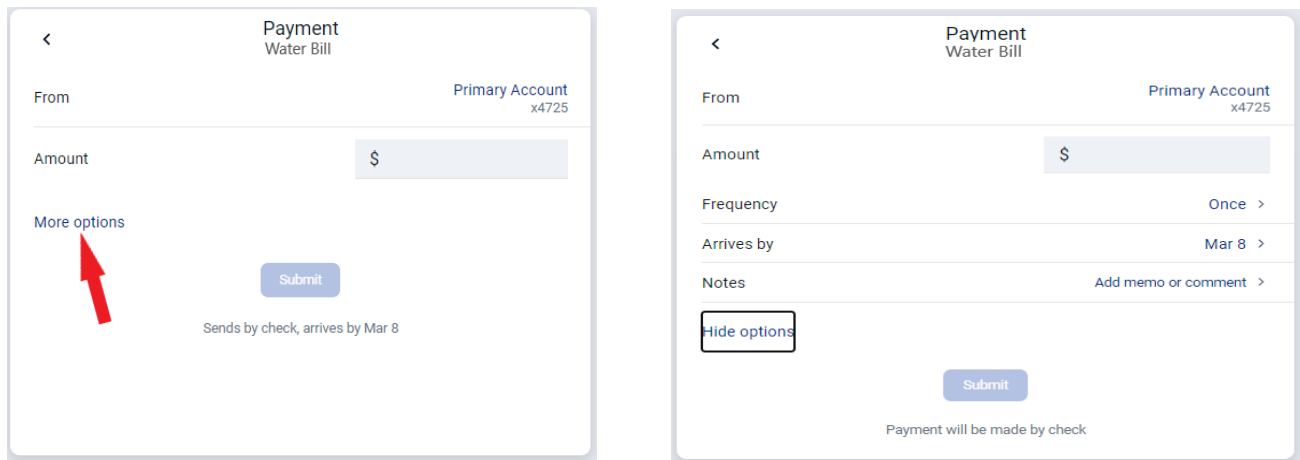 Payment
Water Bill
From
Primary Account
x4725
Amount
$
More options
Submit
Sends by check, arrives by Mar 8
Payment
Water Bill
From
Primary Account
x4725
Amount
$
Frequency
Once
Arrives by
Mar 8
Notes
Add memo or comment
Hide options
Submit
Payment will be made by check